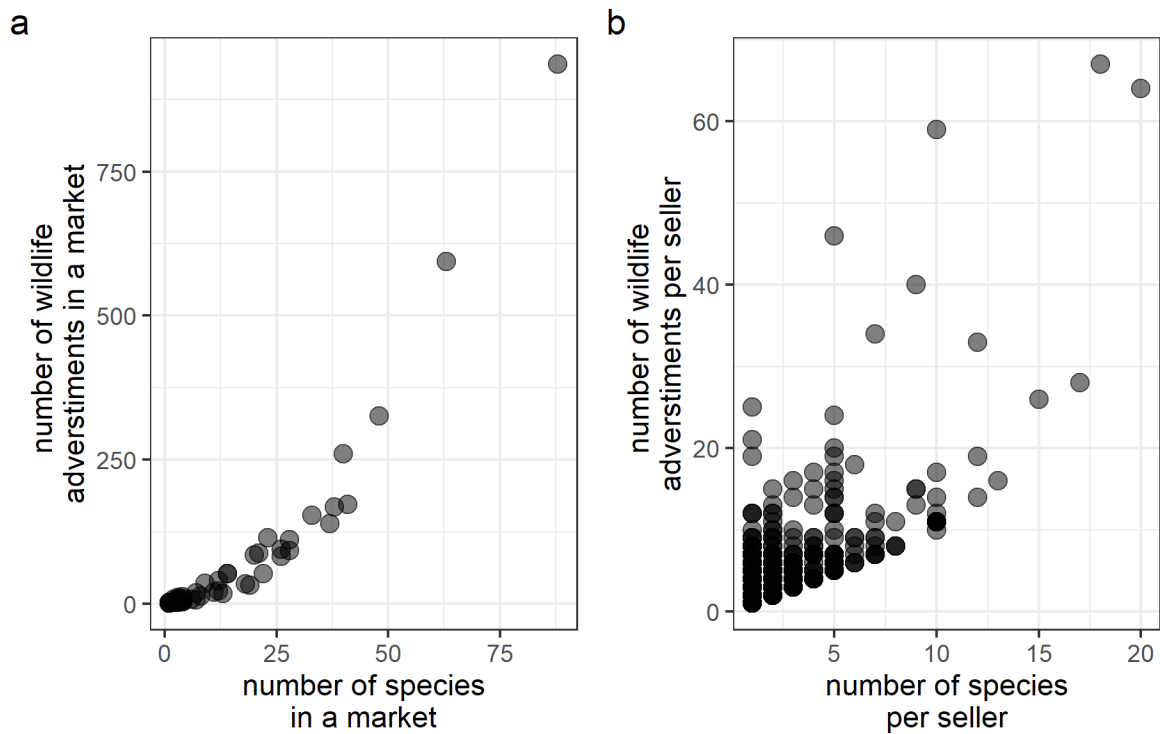 a
number of wildlife
adverstiments in a market
750
500
250
0
0 25 50 75
number of species
in a market
b
number of wildlife
adverstiments per seller
60
40
20
0
5 10 15 20
number of species
per seller